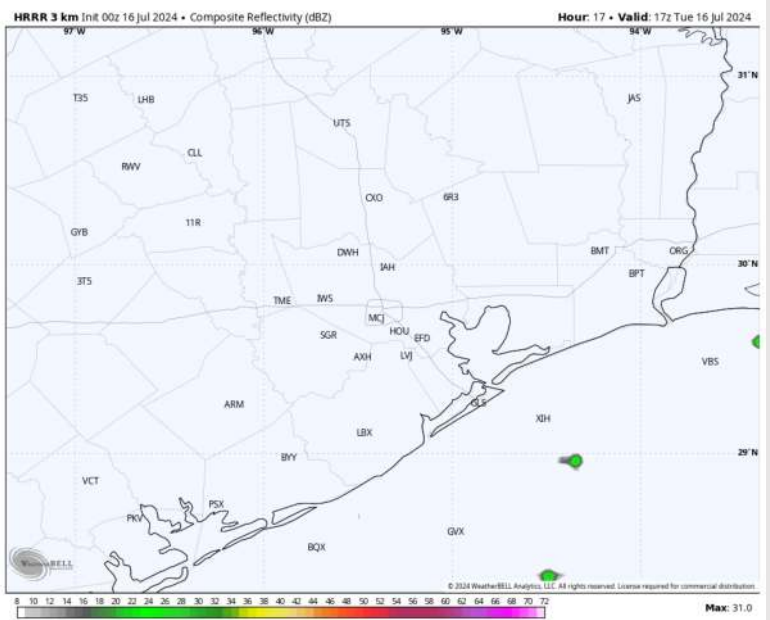 HRRR 3 km Init 00z 16 Jul 2024 • Composite Reflectivity (dBZ) Hour: 17 • Valid: 17z Tue 16 Jul 2024
97°W 96°W 95°W 94°W
31°N
T35 LHB JAS
UTS
CLL
RWV
CXO 6R3
11R
GYB
DWH BMT ORG
30°N
IAH
BPT
3T5
TME IWS
MCJ
HOU
SGR EFD
AXH LVJ
VBS
ARM GLS
XIH
LBX
29°N
BYY
VCT
PSX
PKV
GVX
BQX
WeatherBELL
© 2024 WeatherBELL Analytics, LLC. All rights reserved. License required for commercial distribution.
8 10 12 14 16 18 20 22 24 26 28 30 32 34 36 38 40 42 44 46 48 50 52 54 56 58 60 62 64 66 68 70 72
Max: 31.0